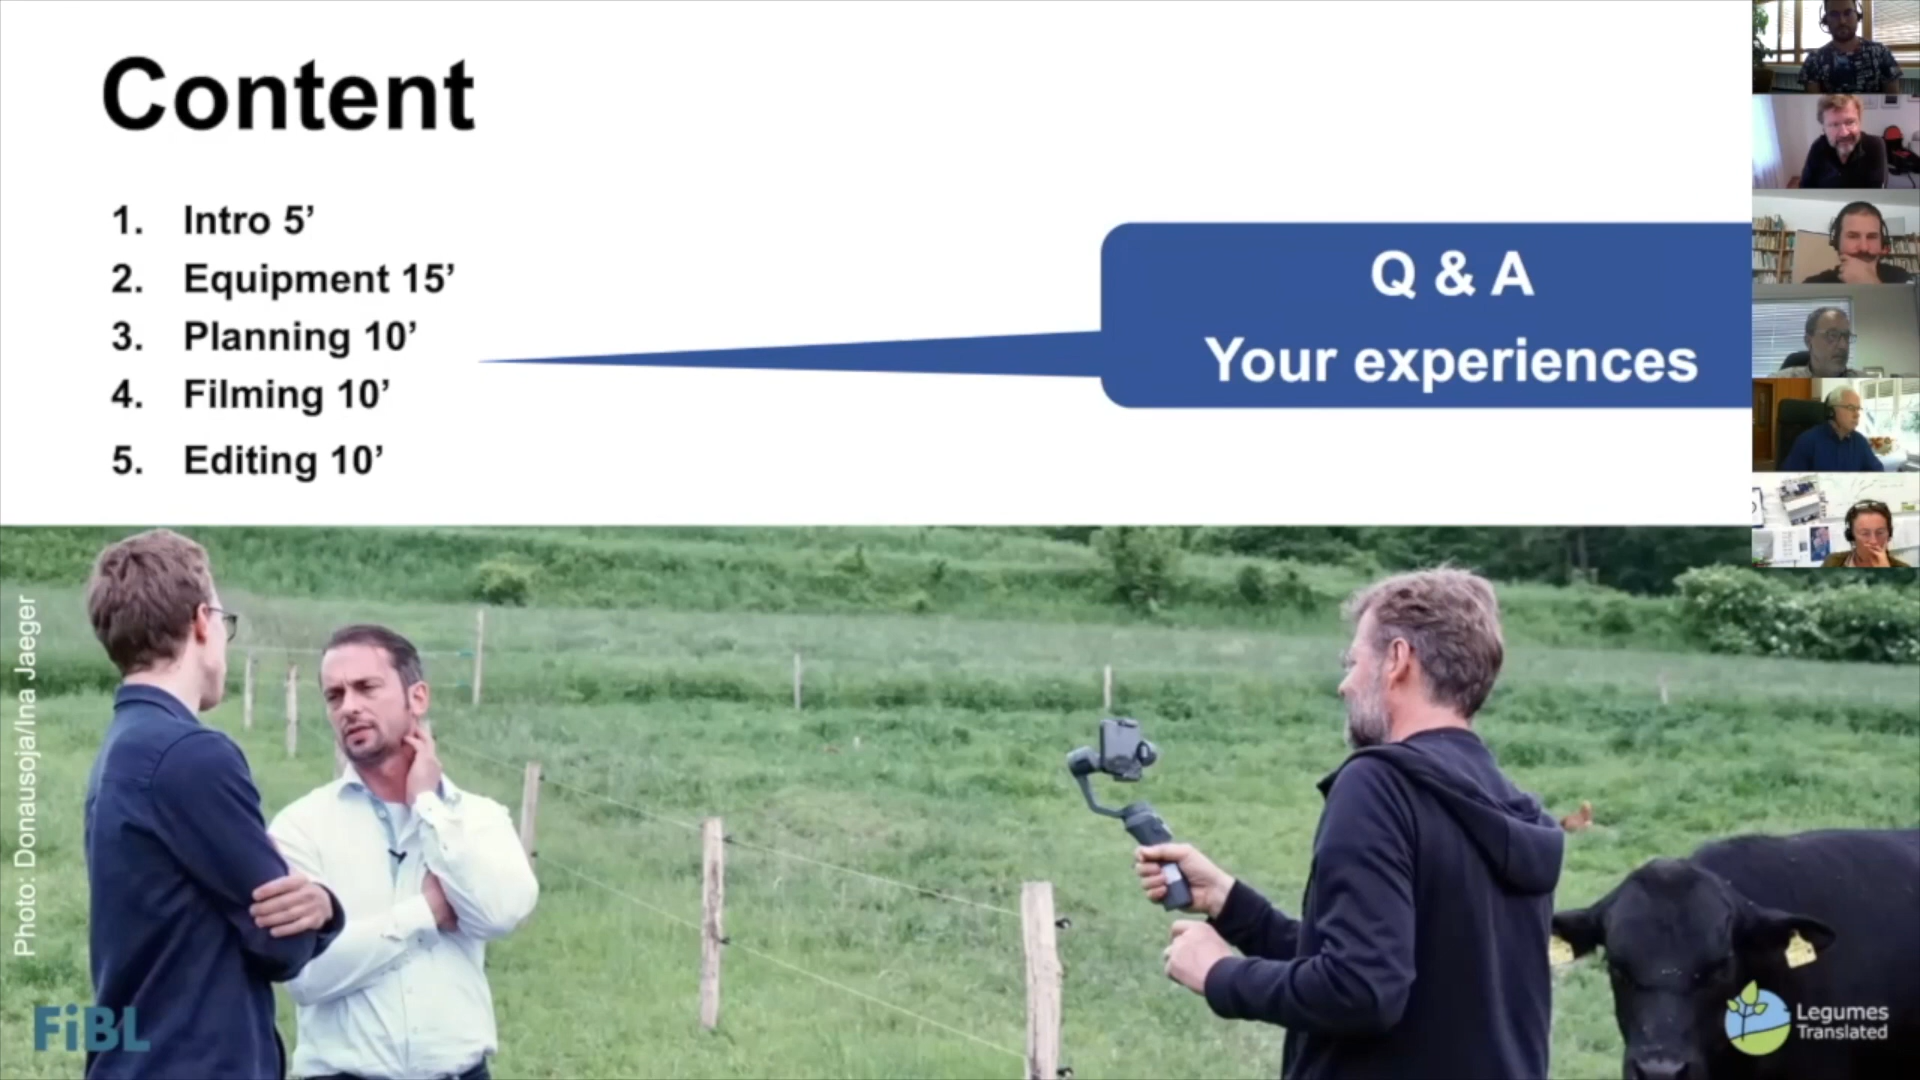 Content
1. Intro 5’
2. Equipment 15’
3. Planning 10’
4. Filming 10’
5. Editing 10’
Q & A
Your experiences
Photo: Donausoja/Ina Jaeger
FiBL
Legumes
Translated